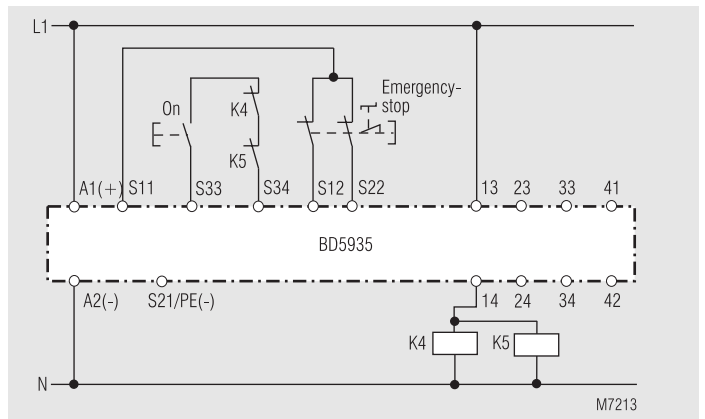 L1
Emergency-
stop
On
K4
K5
A1(+) S11 S33 S34 S12 S22 13 23 33 41
BD5935
A2(-) S21/PE(-) 14 24 34 42
K4 K5
N
M7213